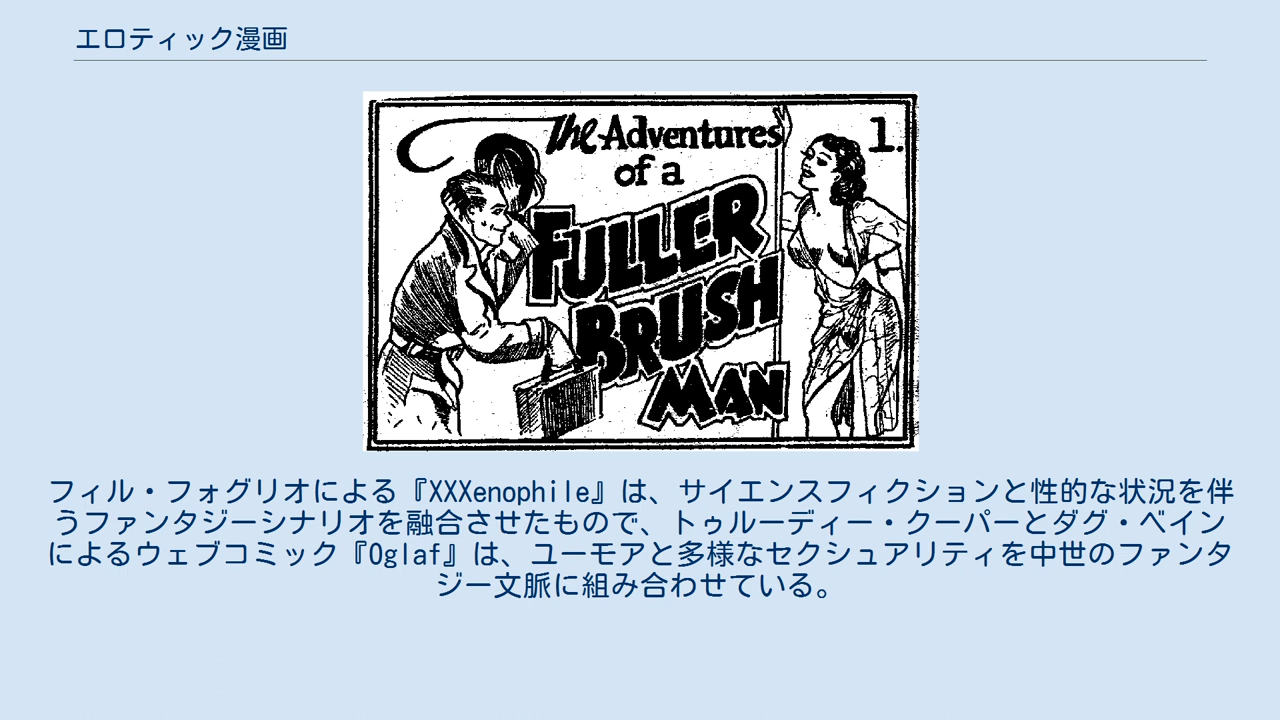 エロティック漫画
The Adventures
of a
FULLER
BRUSH
MAN
1.
フィル・フォグリオによる『XXXenophile』は、サイエンスフィクションと性的な状況を伴
うファンタジーシナリオを融合させたもので、トゥルーディー・クーパーとダグ・ベイン
によるウェブコミック『Oglaf』は、ユーモアと多様なセクシュアリティを中世のファンタ
ジー文脈に組み合わせている。